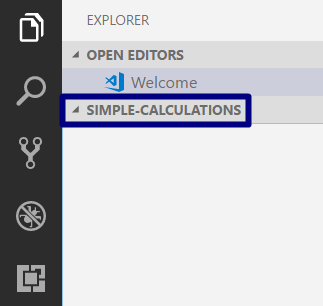 EXPLORER
OPEN EDITORS
Welcome
SIMPLE-CALCULATIONS